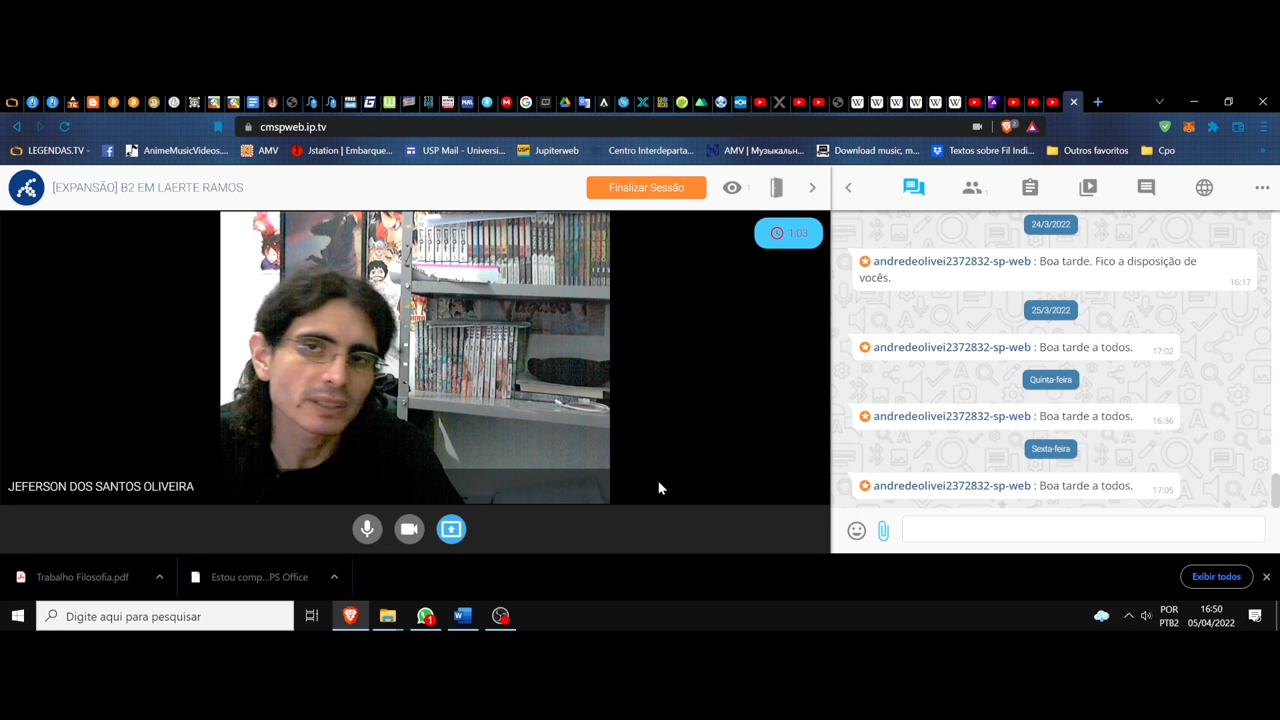 cmspweb.ip.tv
2
LEGENDAS.TV -
AnimeMusicVideos...
AMV
Jstation | Embarque...
USP Mail - Universi...
Jupiterweb
Centro Interdeparta...
AMV | Музыкальн...
Download music, m...
Textos sobre Fil Indi...
Outros favoritos
Cpo
[EXPANSÃO] B2 EM LAERTE RAMOS
Finalizar Sessão
1
1
1:03
JEFERSON DOS SANTOS OLIVEIRA
24/3/2022
andredeolivei2372832-sp-web : Boa tarde. Fico a disposição de
vocês.
16:17
25/3/2022
andredeolivei2372832-sp-web : Boa tarde a todos.
17:02
Quinta-feira
andredeolivei2372832-sp-web : Boa tarde a todos.
16:36
Sexta-feira
andredeolivei2372832-sp-web : Boa tarde a todos.
17:05
Trabalho Filosofia.pdf
Estou comp...PS Office
Exibir todos
Digite aqui para pesquisar
1
POR
PTB2
16:50
05/04/2022